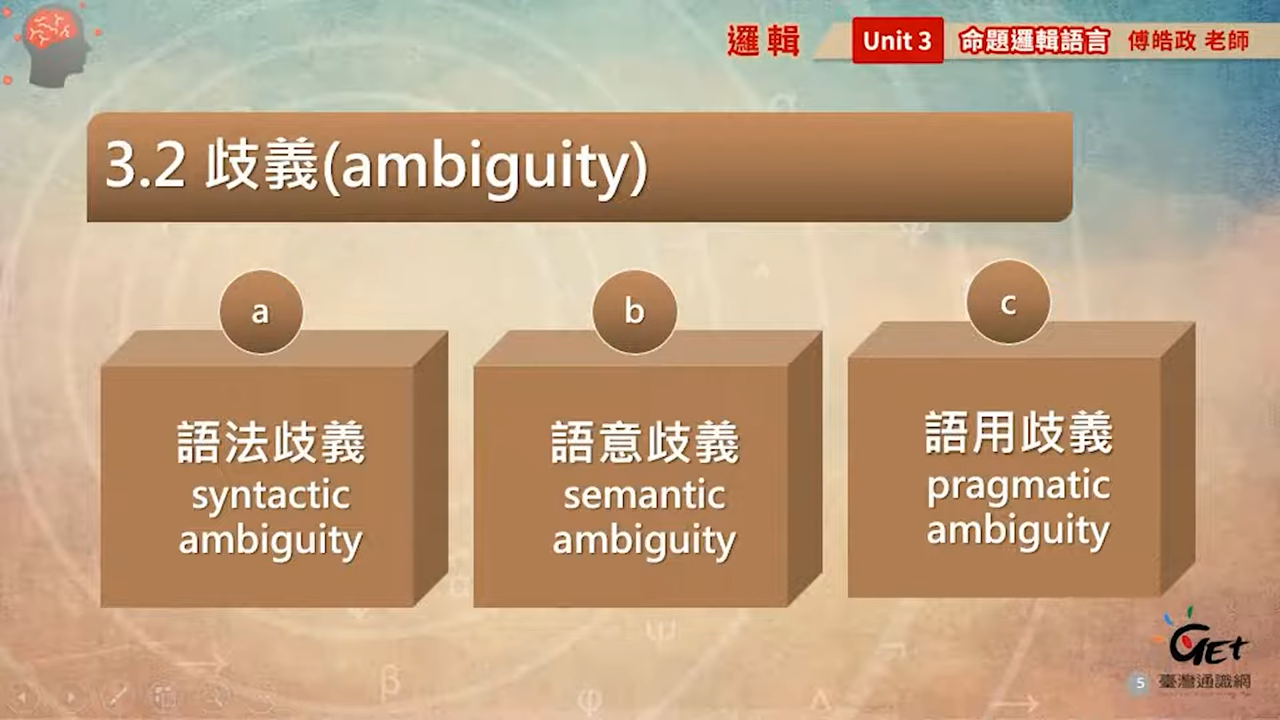 邏輯
Unit 3
命題邏輯語言
傅皓政 老師
3.2 歧義(ambiguity)
a
語法歧義
syntactic
ambiguity
b
語意歧義
semantic
ambiguity
c
語用歧義
pragmatic
ambiguity
GET
5
臺灣通識網